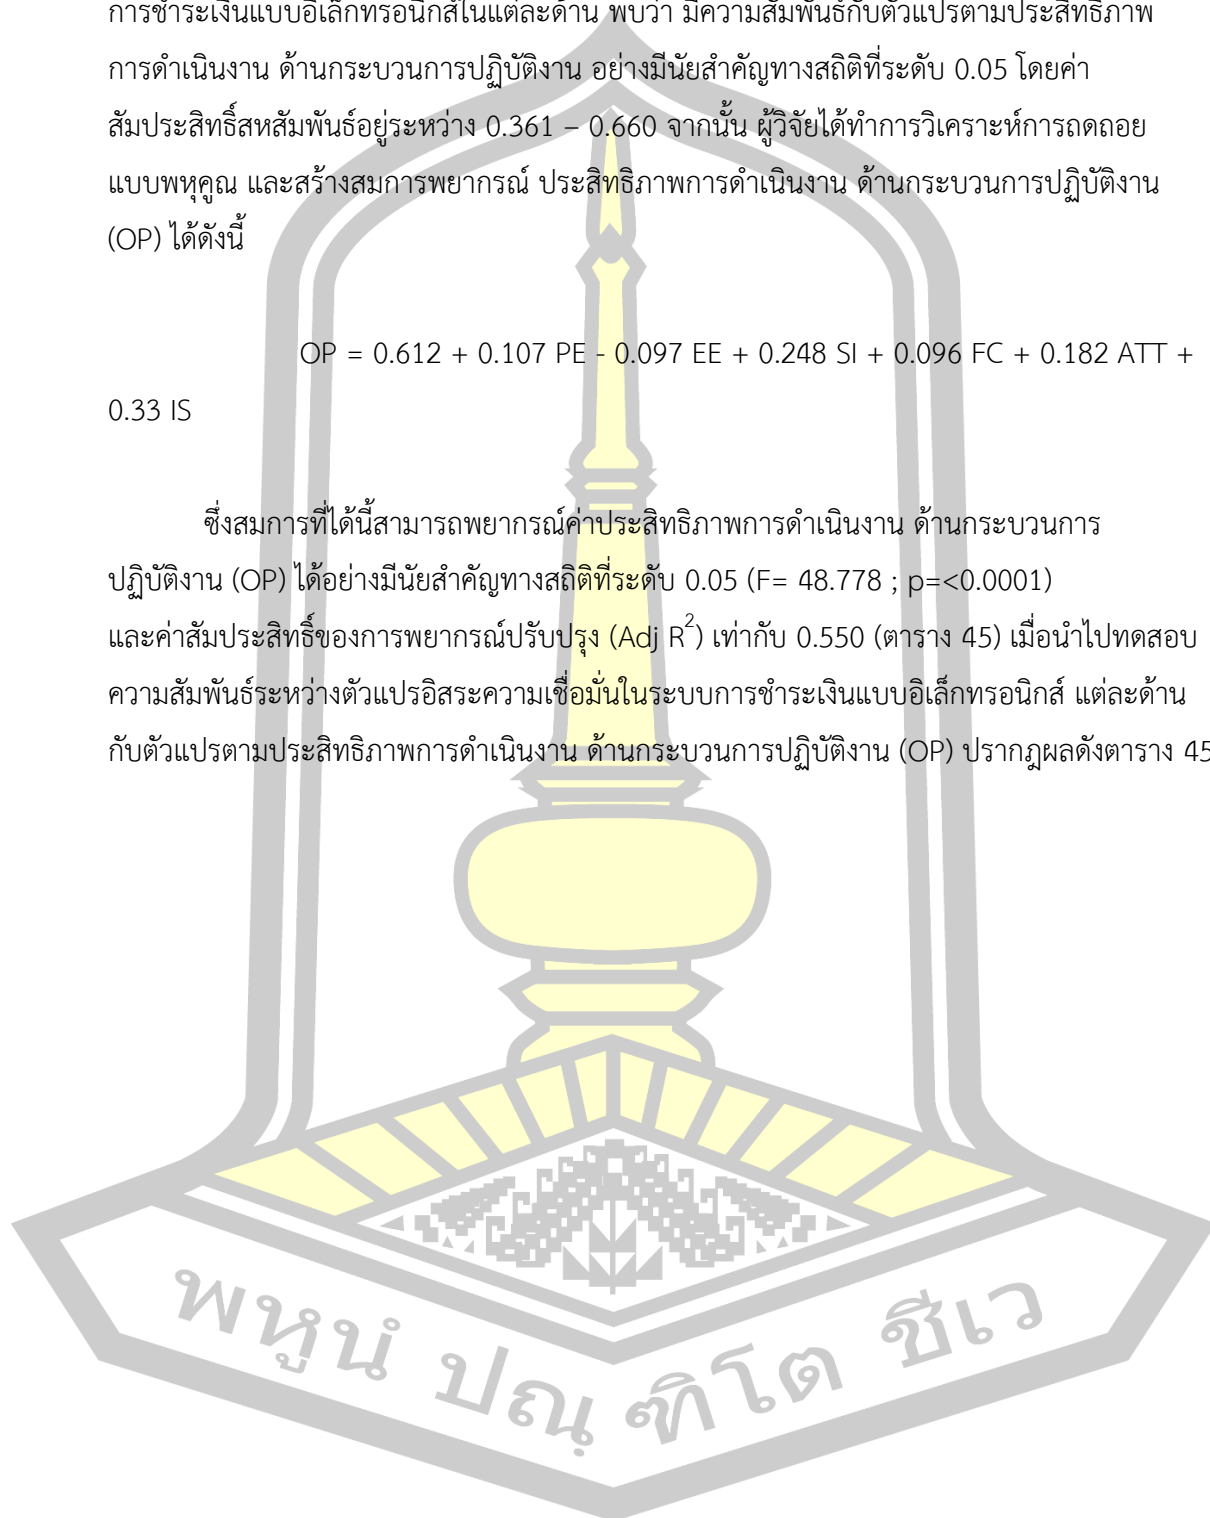 การชำระเงินแบบอิเล็กทรอนิกส์ในแต่ละด้าน พบว่า มีความสัมพันธ์กับตัวแปรตามประสิทธิภาพ
การดำเนินงาน ด้านกระบวนการปฏิบัติงาน อย่างมีนัยสำคัญทางสถิติที่ระดับ 0.05 โดยค่า
สัมประสิทธิ์สหสัมพันธ์อยู่ระหว่าง 0.361 – 0.660 จากนั้น ผู้วิจัยได้ทำการวิเคราะห์การถดถอย
แบบพหุคูณ และสร้างสมการพยากรณ์ ประสิทธิภาพการดำเนินงาน ด้านกระบวนการปฏิบัติงาน
(OP) ได้ดังนี้
OP = 0.612 + 0.107 PE - 0.097 EE + 0.248 SI + 0.096 FC + 0.182 ATT +
0.33 IS
ซึ่งสมการที่ได้นี้สามารถพยากรณ์ค่าประสิทธิภาพการดำเนินงาน ด้านกระบวนการ
ปฏิบัติงาน (OP) ได้อย่างมีนัยสำคัญทางสถิติที่ระดับ 0.05 (F= 48.778 ; p=<0.0001)
และค่าสัมประสิทธิ์ของการพยากรณ์ปรับปรุง (Adj R²) เท่ากับ 0.550 (ตาราง 45) เมื่อนำไปทดสอบ
ความสัมพันธ์ระหว่างตัวแปรอิสระความเชื่อมั่นในระบบการชำระเงินแบบอิเล็กทรอนิกส์ แต่ละด้าน
กับตัวแปรตามประสิทธิภาพการดำเนินงาน ด้านกระบวนการปฏิบัติงาน (OP) ปรากฎผลดังตาราง 45
พหูนํ ปณฺฑิโต ชีเว